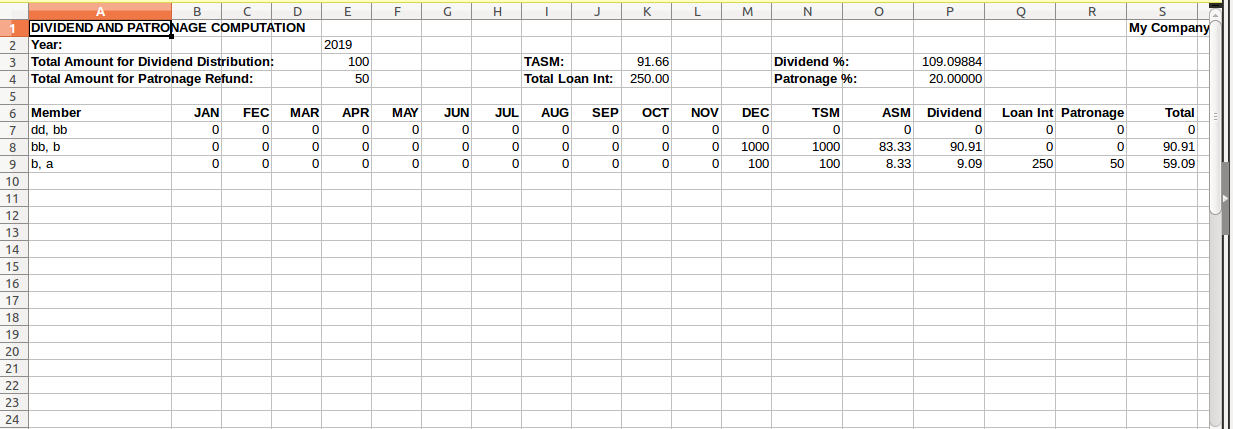 A B C D E F G H I J K L M N O P Q R S
1 DIVIDEND AND PATRONAGE COMPUTATION My Company
2 Year: 2019
3 Total Amount for Dividend Distribution: 100 TASM: 91.66 Dividend %: 109.09884
4 Total Amount for Patronage Refund: 50 Total Loan Int: 250.00 Patronage %: 20.00000
5
6 Member JAN FEC MAR APR MAY JUN JUL AUG SEP OCT NOV DEC TSM ASM Dividend Loan Int Patronage Total
7 dd, bb 0 0 0 0 0 0 0 0 0 0 0 0 0 0 0 0 0 0
8 bb, b 0 0 0 0 0 0 0 0 0 0 0 1000 1000 83.33 90.91 0 0 90.91
9 b, a 0 0 0 0 0 0 0 0 0 0 0 100 100 8.33 9.09 250 50 59.09
10
11
12
13
14
15
16
17
18
19
20
21
22
23
24